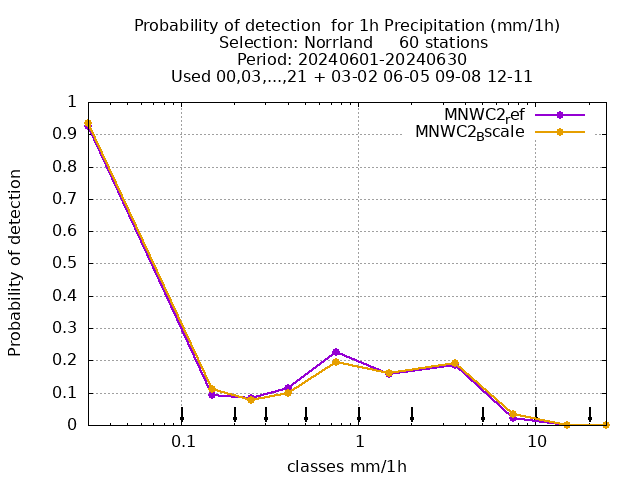 Probability of detection  for 1h Precipitation (mm/1h)
Selection: Norrland     60 stations
Period: 20240601-20240630
Used 00,03,...,21 + 03-02 06-05 09-08 12-11
MNWC2ref
MNWC2Bscale
1
0.9
0.8
0.7
0.6
0.5
0.4
0.3
0.2
0.1
0
Probability of detection
0.1 1 10
classes mm/1h